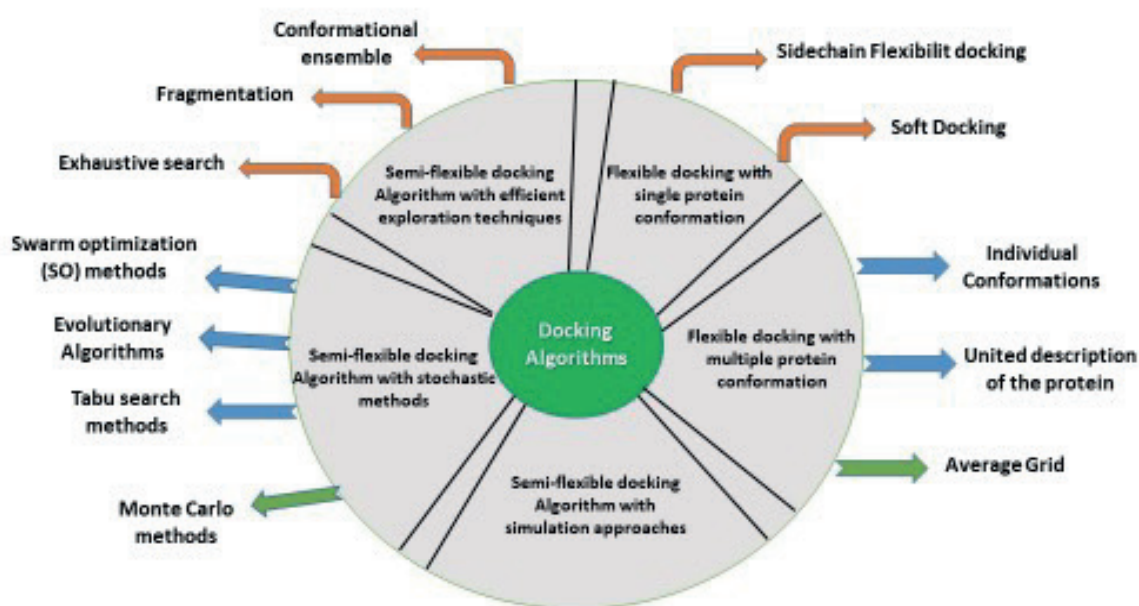 Conformational
ensemble
Fragmentation
Exhaustive search
Swarm optimization
(SO) methods
Evolutionary
Algorithms
Tabu search
methods
Monte Carlo
methods
Sidechain Flexibilit docking
Soft Docking
Individual
Conformations
United description
of the protein
Average Grid
Semi-flexible docking
Algorithm with efficient
exploration techniques
Flexible docking with
single protein
conformation
Semi-flexible docking
Algorithm with stochastic
methods
Docking
Algorithms
Flexible docking with
multiple protein
conformation
Semi-flexible docking
Algorithm with
simulation approaches